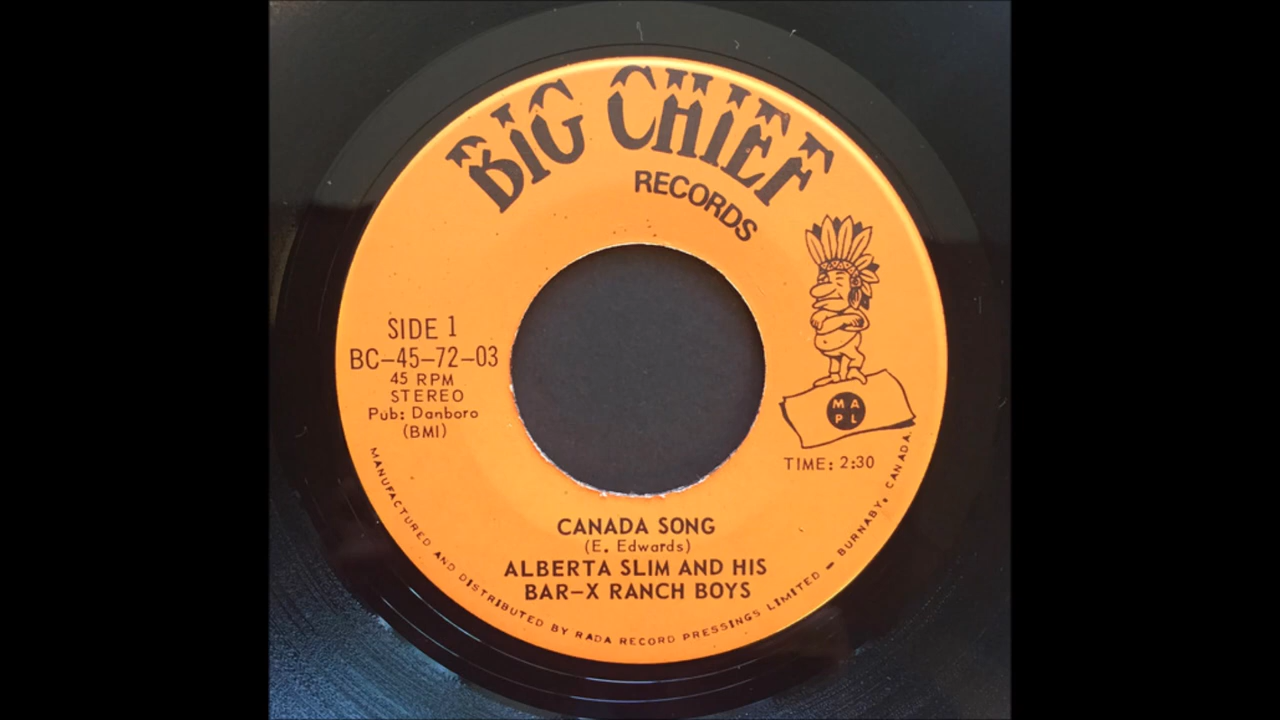 BIG CHIEF
RECORDS
SIDE 1
BC-45-72-03
45 RPM
STEREO
Pub: Danboro
(BMI)
M A
P L
TIME: 2:30
CANADA SONG
(E. Edwards)
ALBERTA SLIM AND HIS
BAR-X RANCH BOYS
MANUFACTURED AND DISTRIBUTED BY RADA RECORD PRESSINGS LIMITED - BURNABY, CANADA.